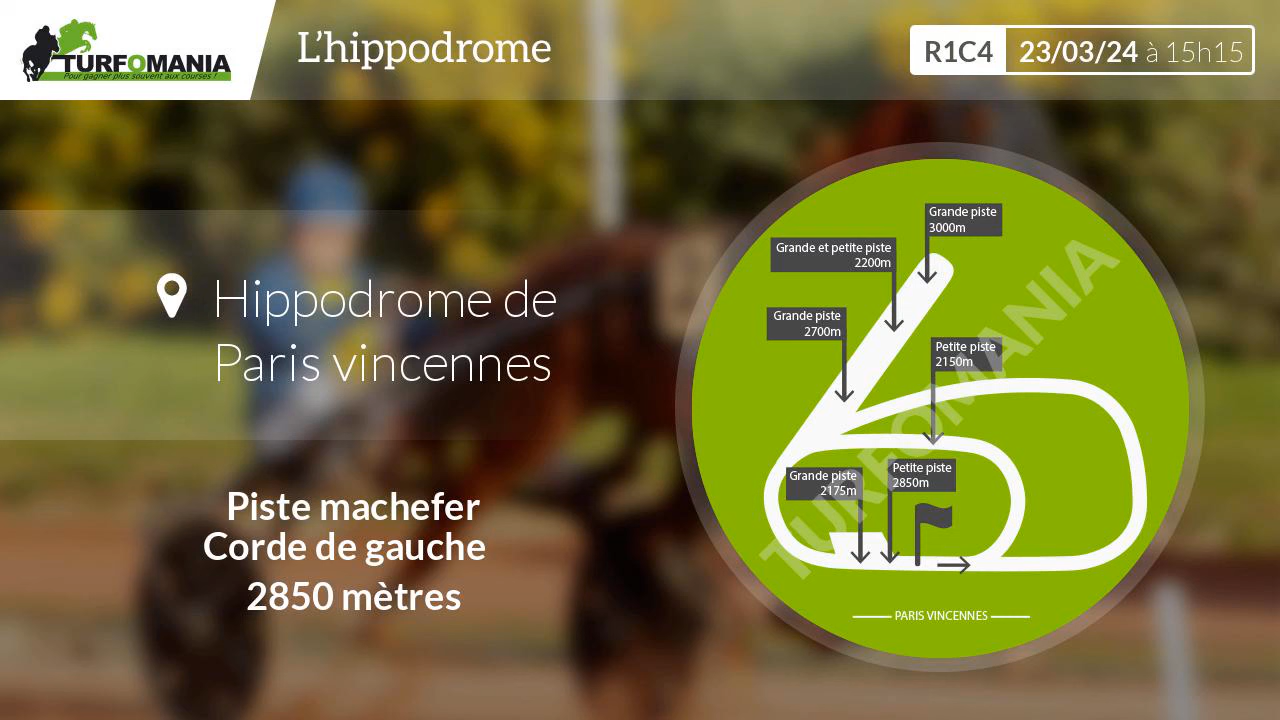 TURFOMANIA
Pour gagner plus souvent aux courses !
L'hippodrome
R1C4 23/03/24 à 15h15
Hippodrome de
Paris vincennes
Piste machefer
Corde de gauche
2850 mètres
Grande piste
3000m
Grande et petite piste
2200m
Grande piste
2700m
Petite piste
2150m
Grande piste
2175m
Petite piste
2850m
TURFOMANIA
PARIS VINCENNES